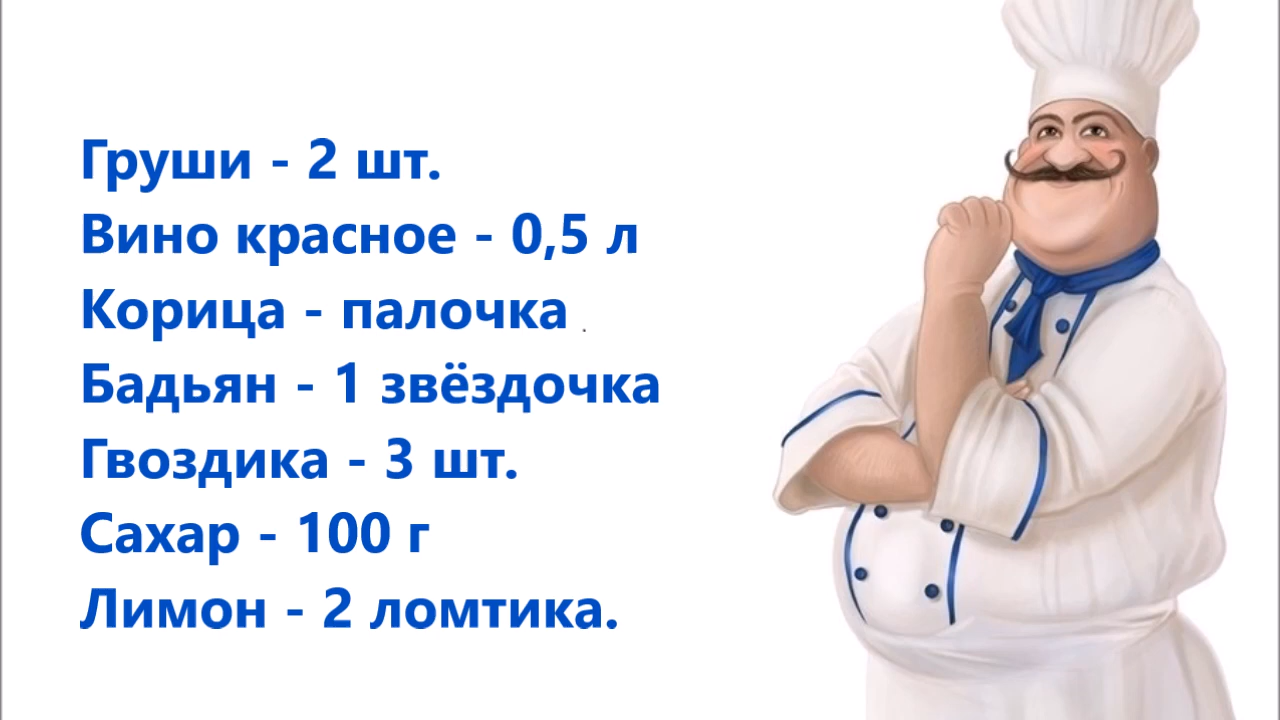 Груши - 2 шт.
Вино красное - 0,5 л
Корица - палочка
Бадьян - 1 звёздочка
Гвоздика - 3 шт.
Сахар - 100 г
Лимон - 2 ломтика.